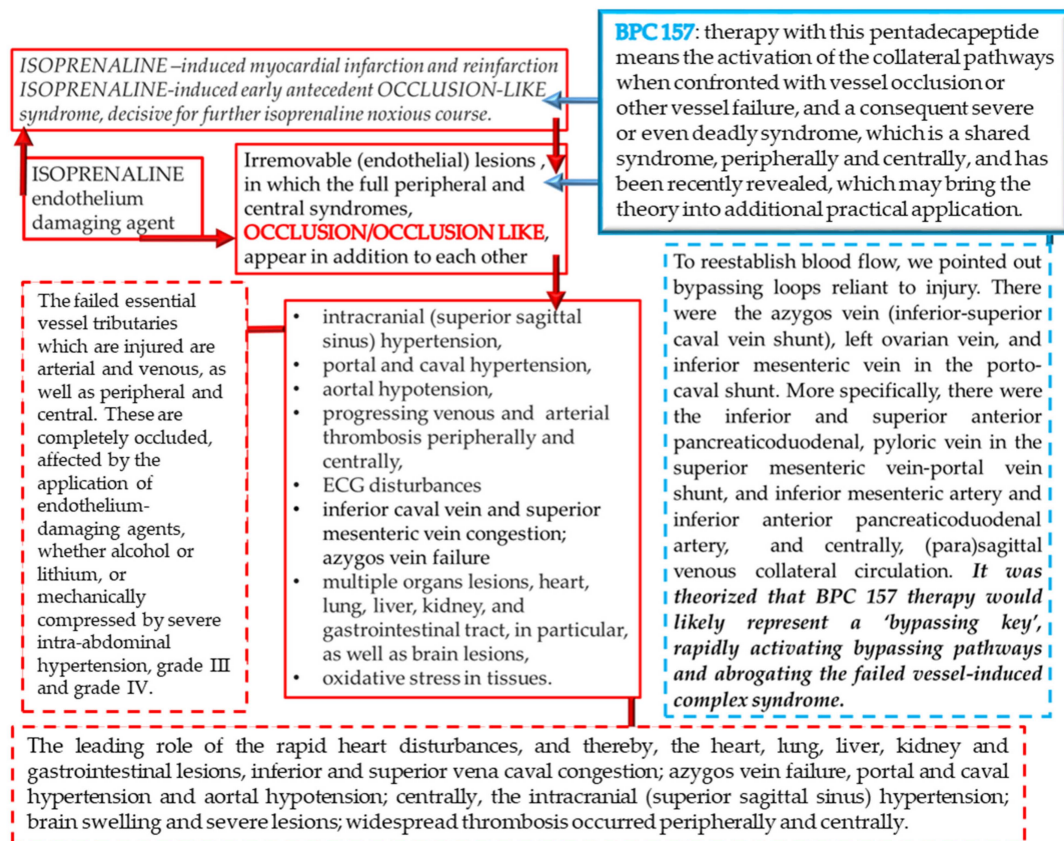 ISOPRENALINE –induced myocardial infarction and reinfarction
ISOPRENALINE-induced early antecedent OCCLUSION-LIKE
syndrome, decisive for further isoprenaline noxious course.
BPC 157: therapy with this pentadecapeptide
means the activation of the collateral pathways
when confronted with vessel occlusion or
other vessel failure, and a consequent severe
or even deadly syndrome, which is a shared
syndrome, peripherally and centrally, and has
been recently revealed, which may bring the
theory into additional practical application.
ISOPRENALINE
endothelium
damaging agent
Irremovable (endothelial) lesions ,
in which the full peripheral and
central syndromes,
OCCLUSION/OCCLUSION LIKE,
appear in addition to each other
The failed essential
vessel tributaries
which are injured are
arterial and venous, as
well as peripheral and
central. These are
completely occluded,
affected by the
application of
endothelium-
damaging agents,
whether alcohol or
lithium, or
mechanically
compressed by severe
intra-abdominal
hypertension, grade III
and grade IV.
• intracranial (superior sagittal
sinus) hypertension,
• portal and caval hypertension,
• aortal hypotension,
• progressing venous and arterial
thrombosis peripherally and
centrally,
• ECG disturbances
• inferior caval vein and superior
mesenteric vein congestion;
azygos vein failure
• multiple organs lesions, heart,
lung, liver, kidney, and
gastrointestinal tract, in particular,
as well as brain lesions,
• oxidative stress in tissues.
To reestablish blood flow, we pointed out
bypassing loops reliant to injury. There
were the azygos vein (inferior-superior
caval vein shunt), left ovarian vein, and
inferior mesenteric vein in the porto-
caval shunt. More specifically, there were
the inferior and superior anterior
pancreaticoduodenal, pyloric vein in the
superior mesenteric vein-portal vein
shunt, and inferior mesenteric artery and
inferior anterior pancreaticoduodenal
artery, and centrally, (para)sagittal
venous collateral circulation. It was
theorized that BPC 157 therapy would
likely represent a 'bypassing key',
rapidly activating bypassing pathways
and abrogating the failed vessel-induced
complex syndrome.
The leading role of the rapid heart disturbances, and thereby, the heart, lung, liver, kidney and
gastrointestinal lesions, inferior and superior vena caval congestion; azygos vein failure, portal and caval
hypertension and aortal hypotension; centrally, the intracranial (superior sagittal sinus) hypertension;
brain swelling and severe lesions; widespread thrombosis occurred peripherally and centrally.